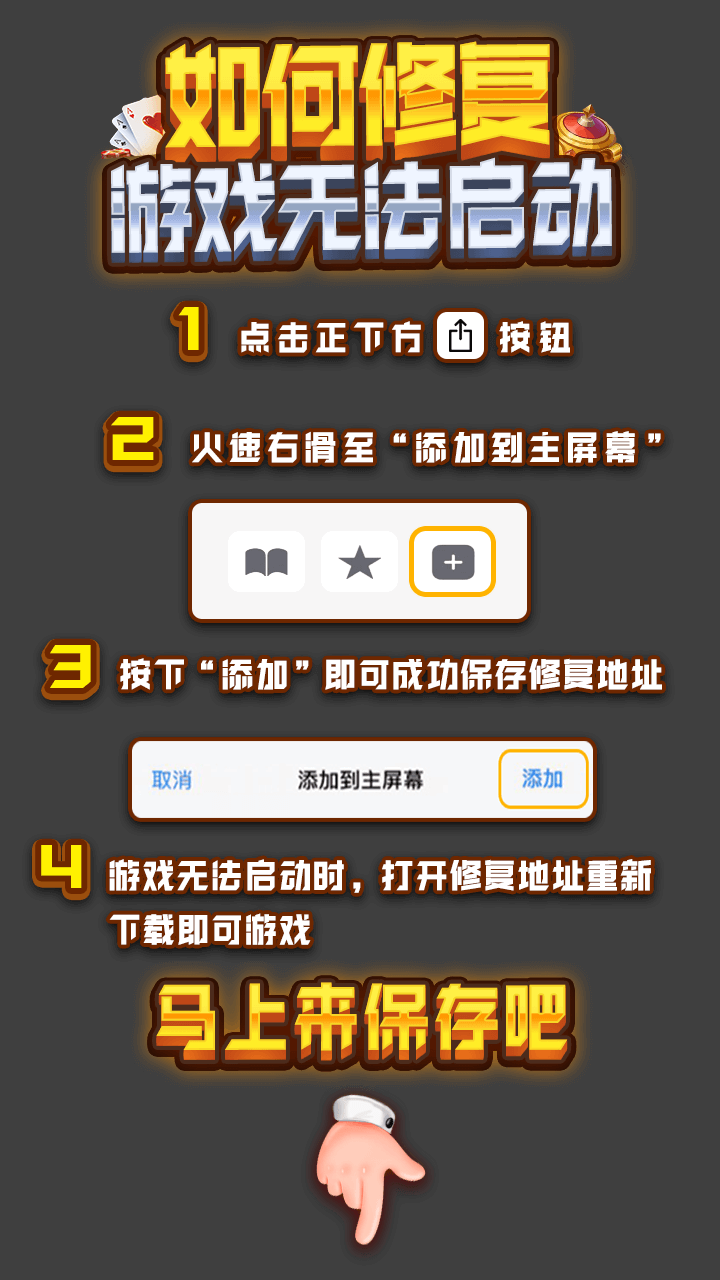 如何修复
游戏无法启动
1 点击正下方 按钮
2 火速右滑至“添加到主屏幕”
3 按下“添加”即可成功保存修复地址
取消 添加到主屏幕 添加
4 游戏无法启动时，打开修复地址重新
下载即可游戏
马上来保存吧